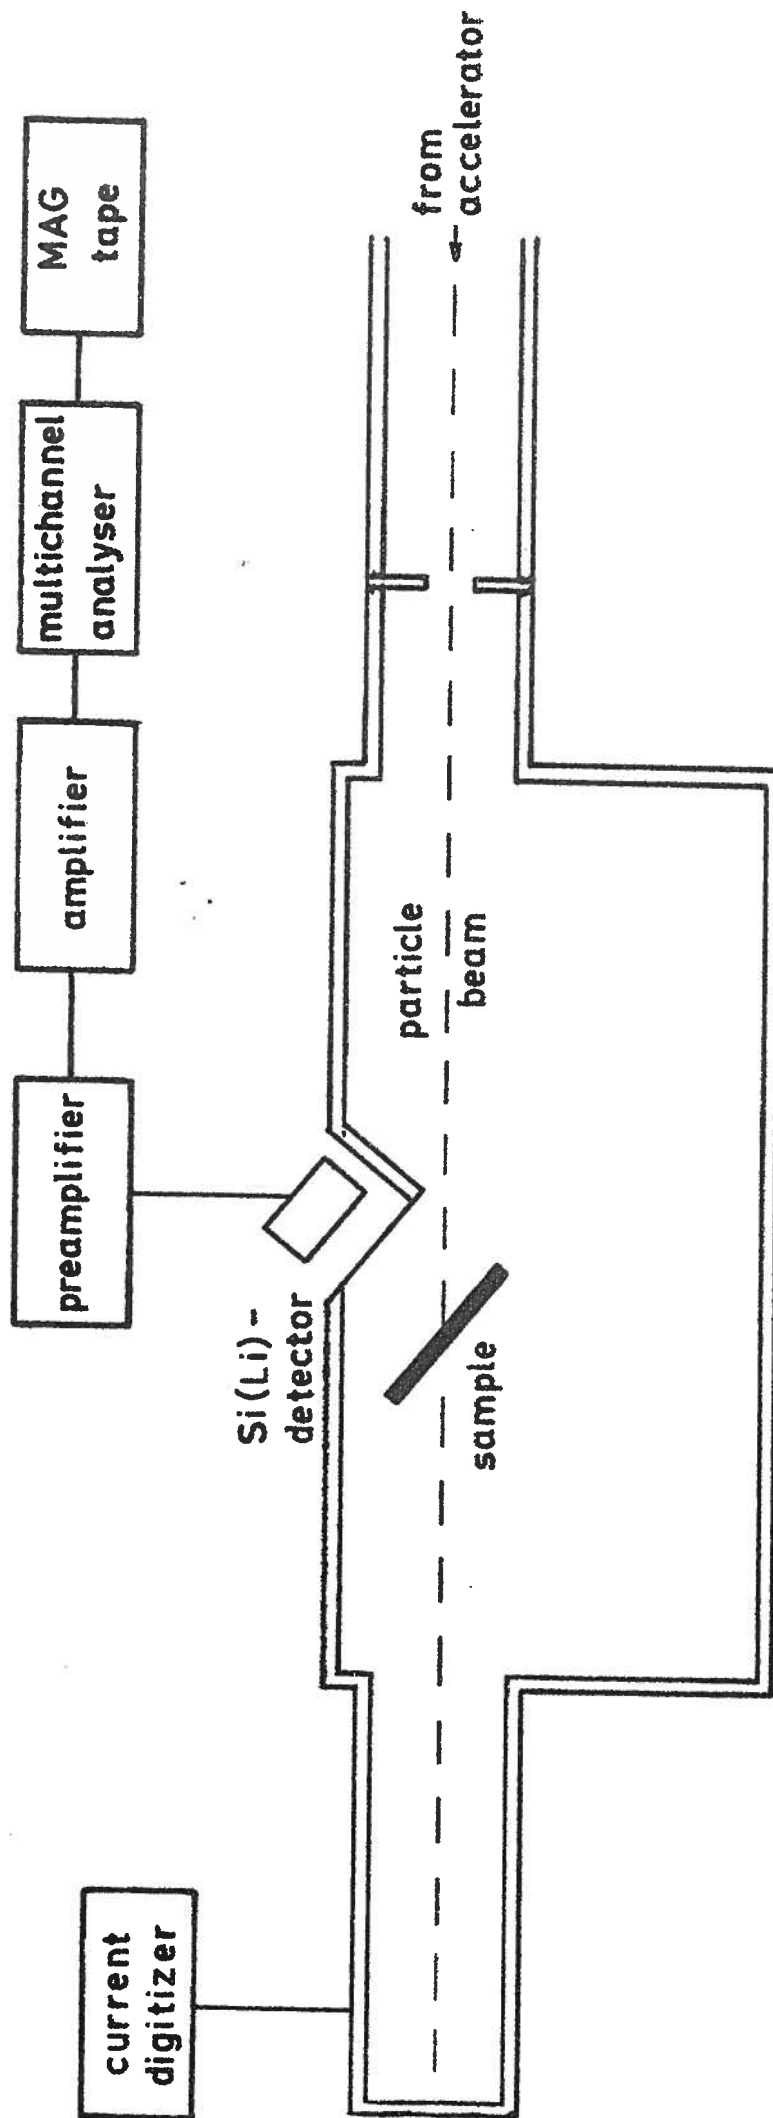 current
digitizer
preamplifier
amplifier
multichannel
analyser
MAG
tape
Si(Li)-
detector
sample
particle
beam
from
accelerator